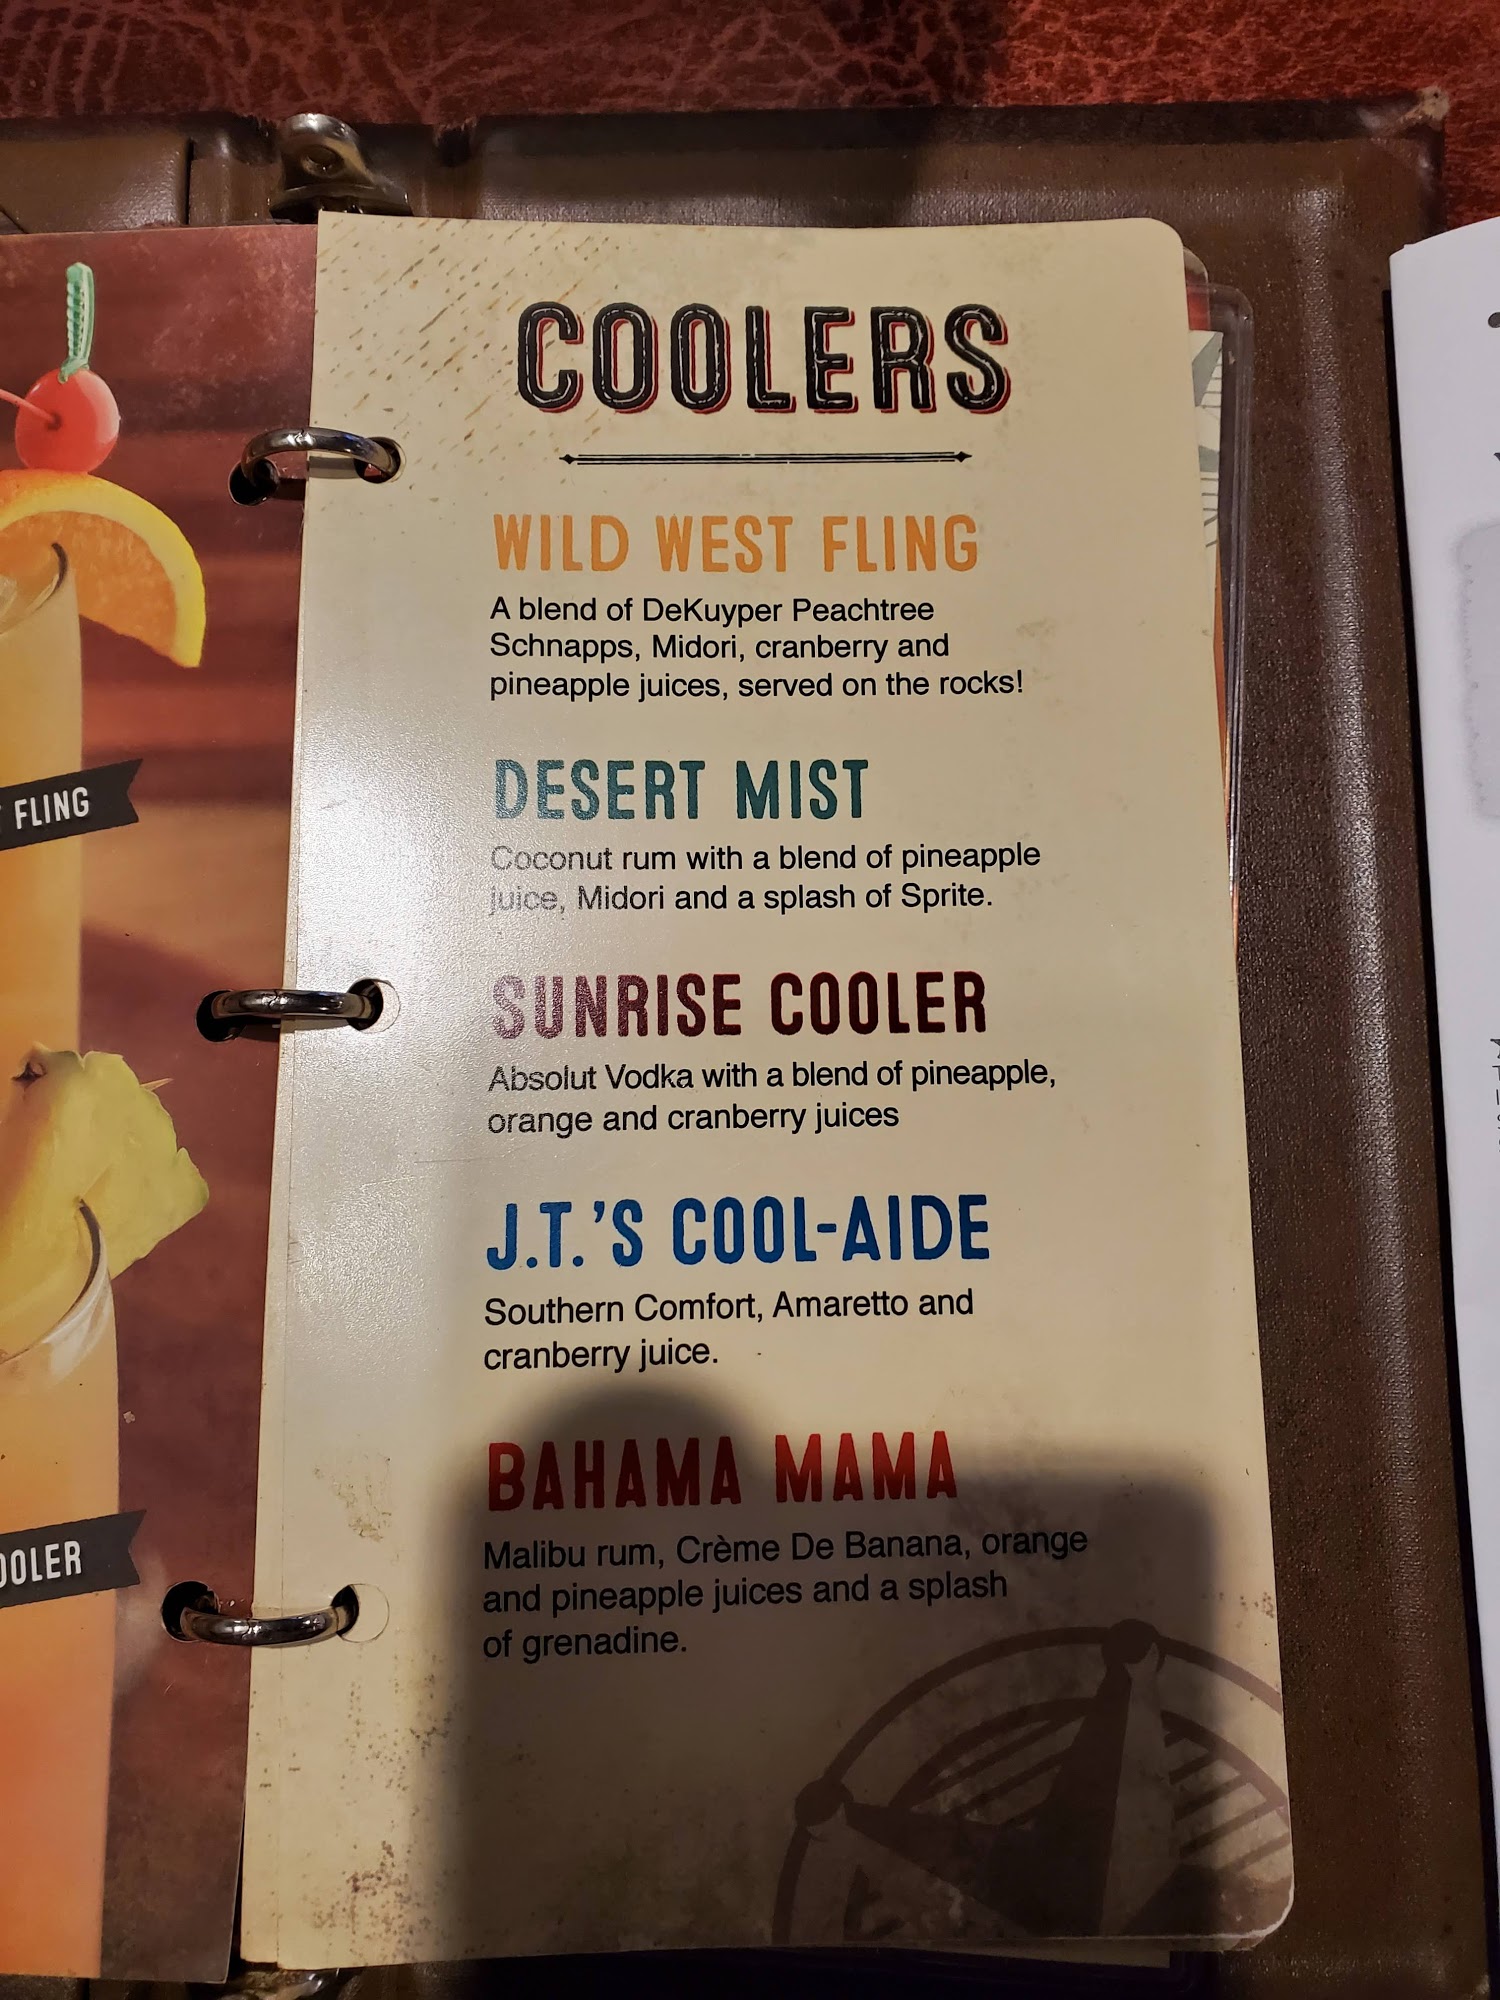 COOLERS
WILD WEST FLING
A blend of DeKuyper Peachtree
Schnapps, Midori, cranberry and
pineapple juices, served on the rocks!
DESERT MIST
Coconut rum with a blend of pineapple
juice, Midori and a splash of Sprite.
SUNRISE COOLER
Absolut Vodka with a blend of pineapple,
orange and cranberry juices
J.T.'S COOL-AIDE
Southern Comfort, Amaretto and
cranberry juice.
BAHAMA MAMA
Malibu rum, Crème De Banana, orange
and pineapple juices and a splash
of grenadine.
FLING